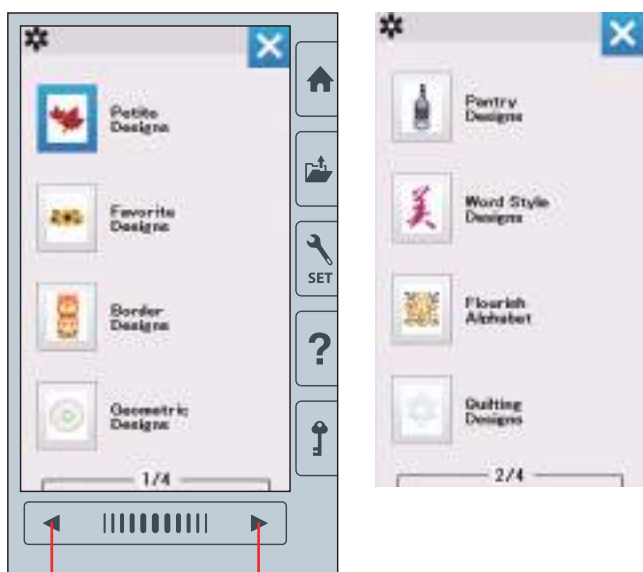 Petite
Designs
Favorite
Designs
Border
Designs
Geometric
Designs
1/4
SET
?
Pantry
Designs
Word Style
Designs
美
Flourish
Alphabet
Quilting
Designs
2/4